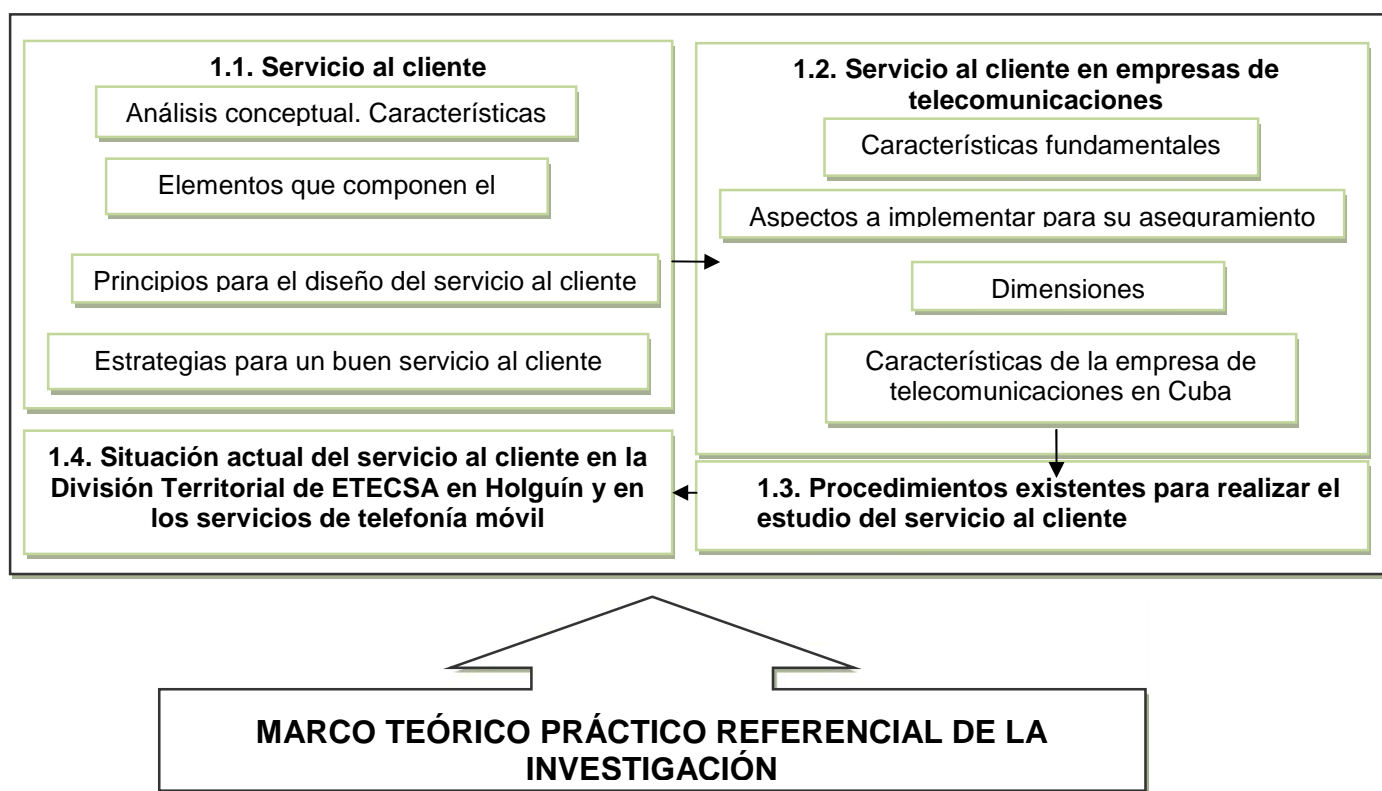 1.1. Servicio al cliente
Análisis conceptual. Características
Elementos que componen el
Principios para el diseño del servicio al cliente
Estrategias para un buen servicio al cliente
1.2. Servicio al cliente en empresas de
telecomunicaciones
Características fundamentales
Aspectos a implementar para su aseguramiento
Dimensiones
Características de la empresa de
telecomunicaciones en Cuba
1.3. Procedimientos existentes para realizar el
estudio del servicio al cliente
1.4. Situación actual del servicio al cliente en la
División Territorial de ETECSA en Holguín y en
los servicios de telefonía móvil
MARCO TEÓRICO PRÁCTICO REFERENCIAL DE LA
INVESTIGACIÓN